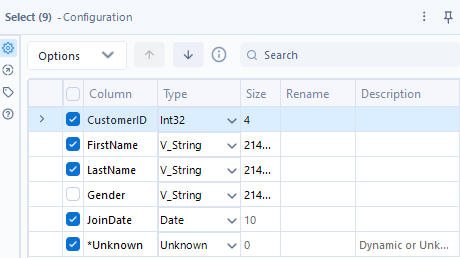 Select (9) - Configuration
Options Search
Column Type Size Rename Description
CustomerID Int32 4
FirstName V_String 214...
LastName V_String 214...
Gender V_String 214...
JoinDate Date 10
*Unknown Unknown 0 Dynamic or Unk...